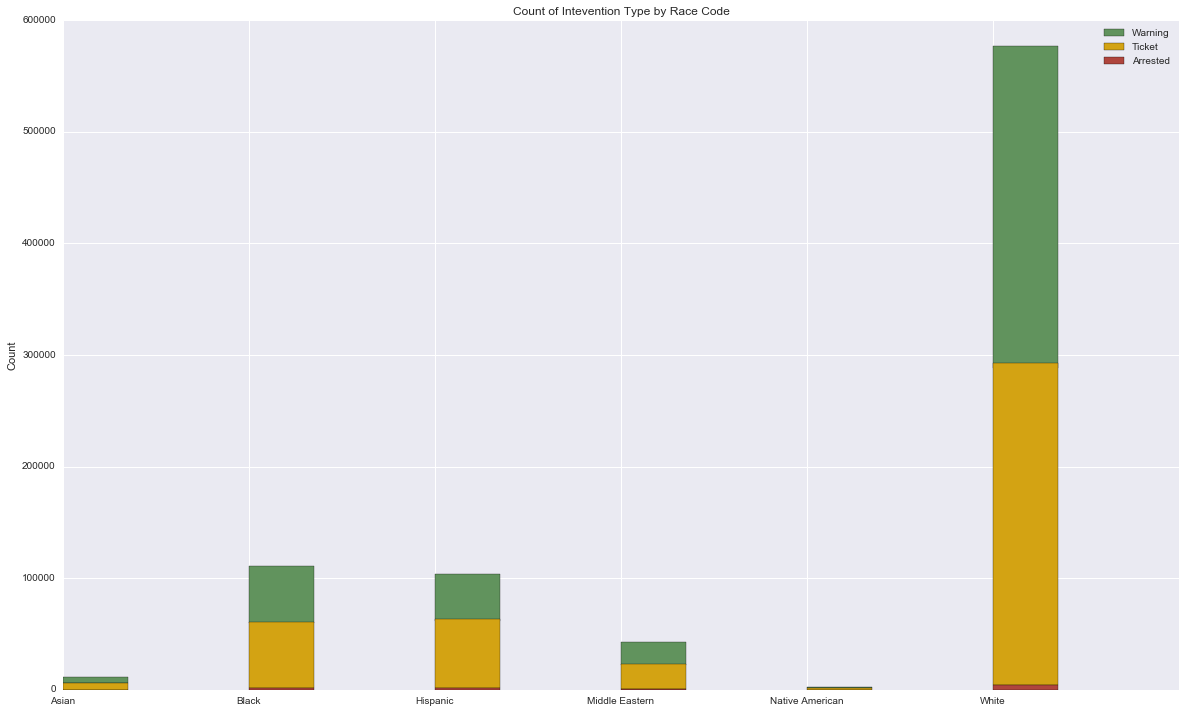 Count of Intevention Type by Race Code
600000
Warning
Ticket
Arrested
500000
400000
300000
Count
200000
100000
0
Asian
Black
Hispanic
Middle Eastern
Native American
White